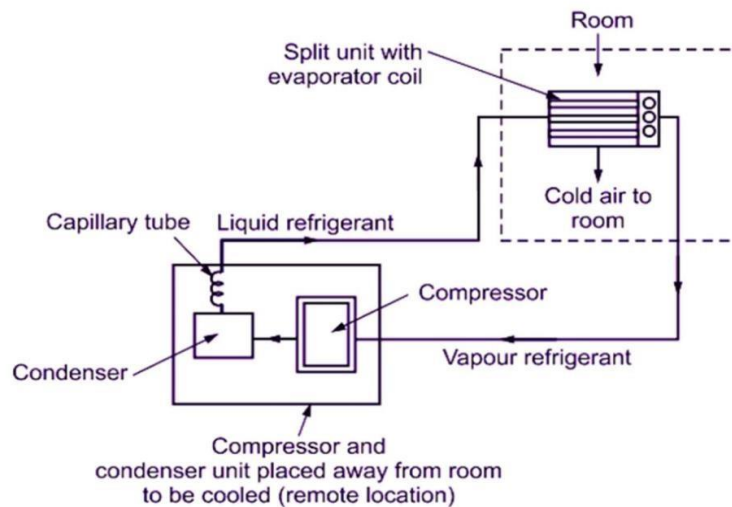 Room
Split unit with
evaporator coil
Cold air to
room
Capillary tube
Liquid refrigerant
Compressor
Vapour refrigerant
Condenser
Compressor and
condenser unit placed away from room
to be cooled (remote location)